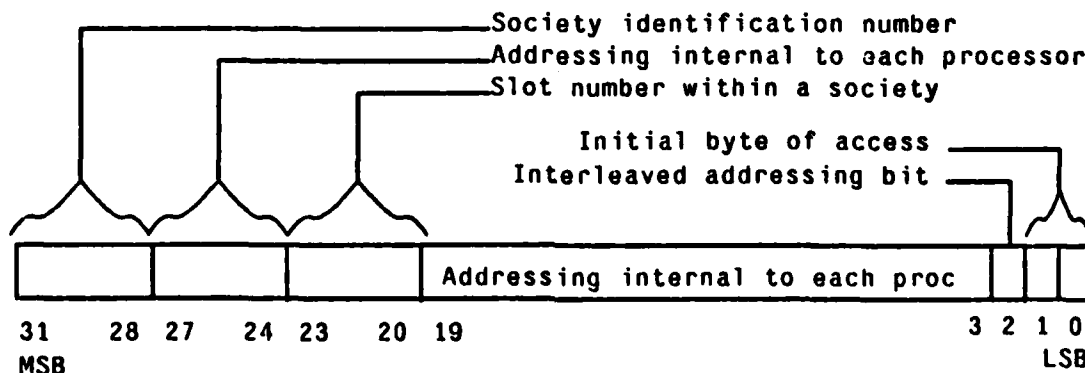 Society identification number
Addressing internal to each processor
Slot number within a society
Initial byte of access
Interleaved addressing bit
Addressing internal to each proc
31 28 27 24 23 20 19 3 2 1 0
MSB LSB